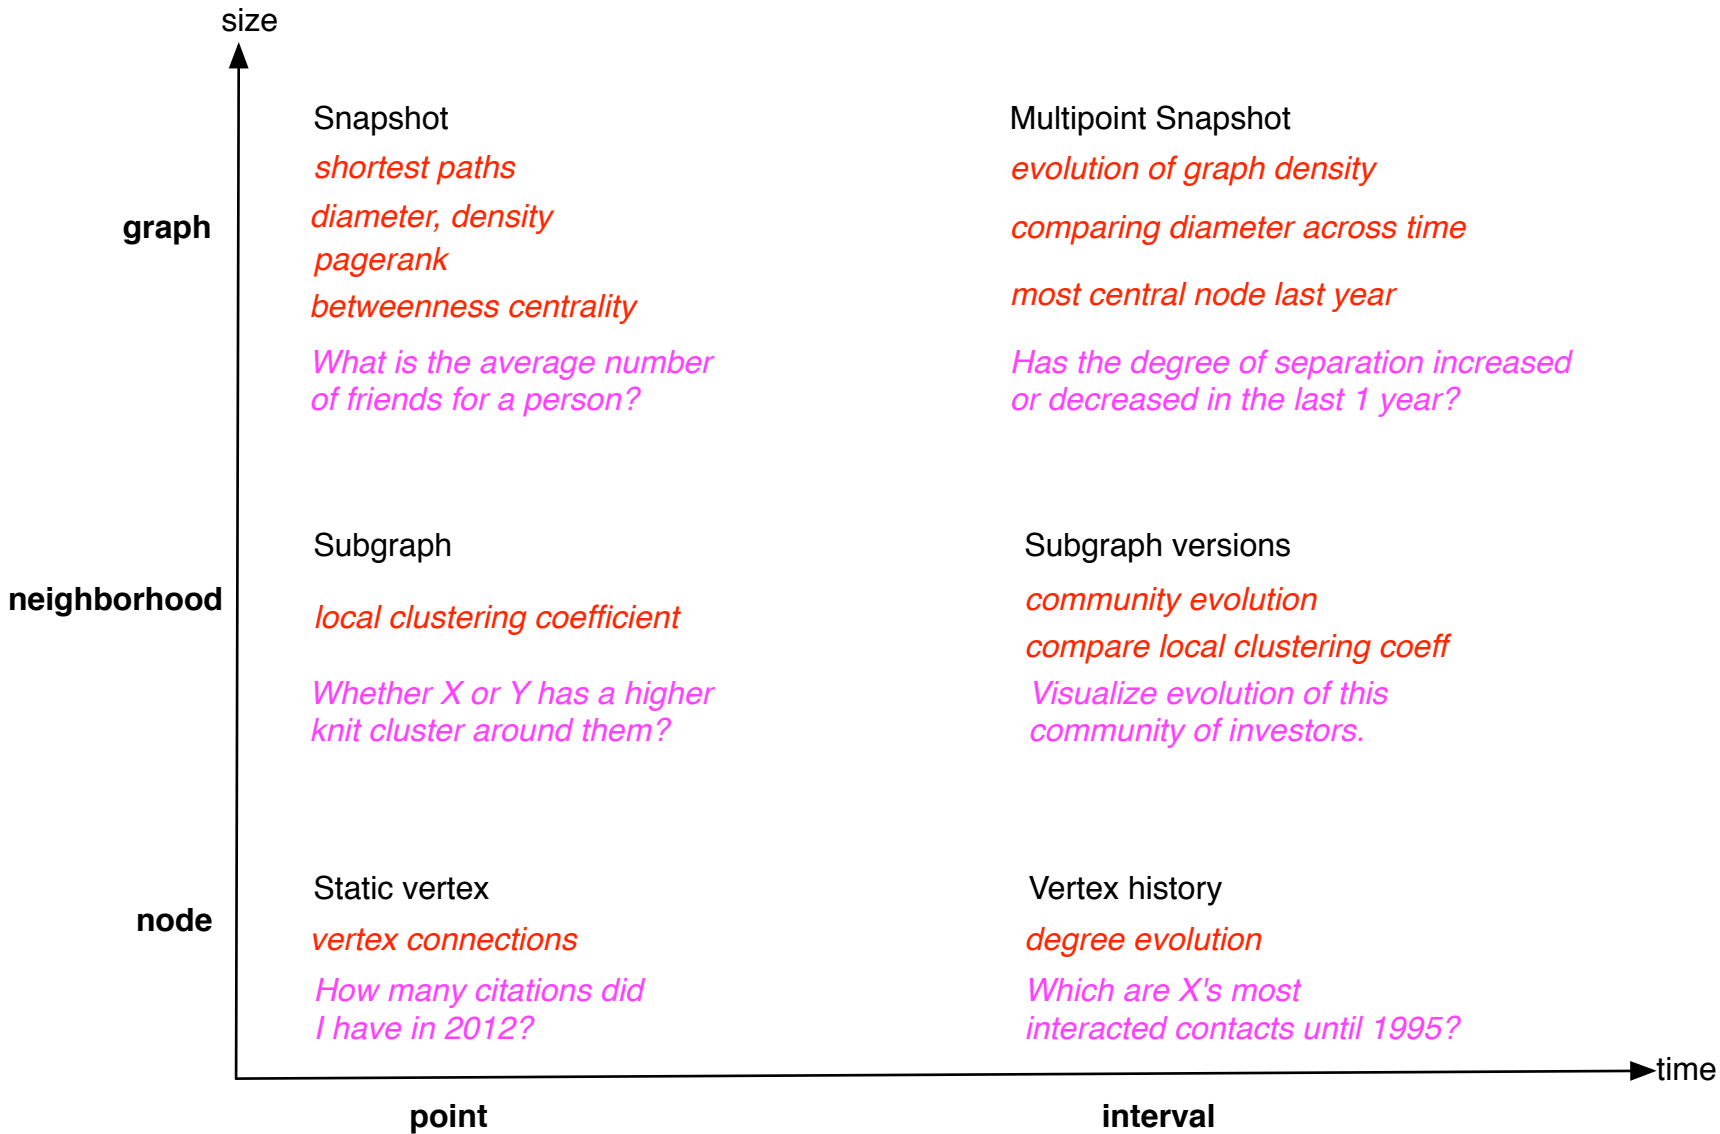 size
Snapshot
shortest paths
diameter, density
pagerank
betweenness centrality
What is the average number
of friends for a person?
Multipoint Snapshot
evolution of graph density
comparing diameter across time
most central node last year
Has the degree of separation increased
or decreased in the last 1 year?
graph
Subgraph
local clustering coefficient
Whether X or Y has a higher
knit cluster around them?
Subgraph versions
community evolution
compare local clustering coeff
Visualize evolution of this
community of investors.
neighborhood
Static vertex
vertex connections
How many citations did
I have in 2012?
Vertex history
degree evolution
Which are X's most
interacted contacts until 1995?
node
time
point
interval